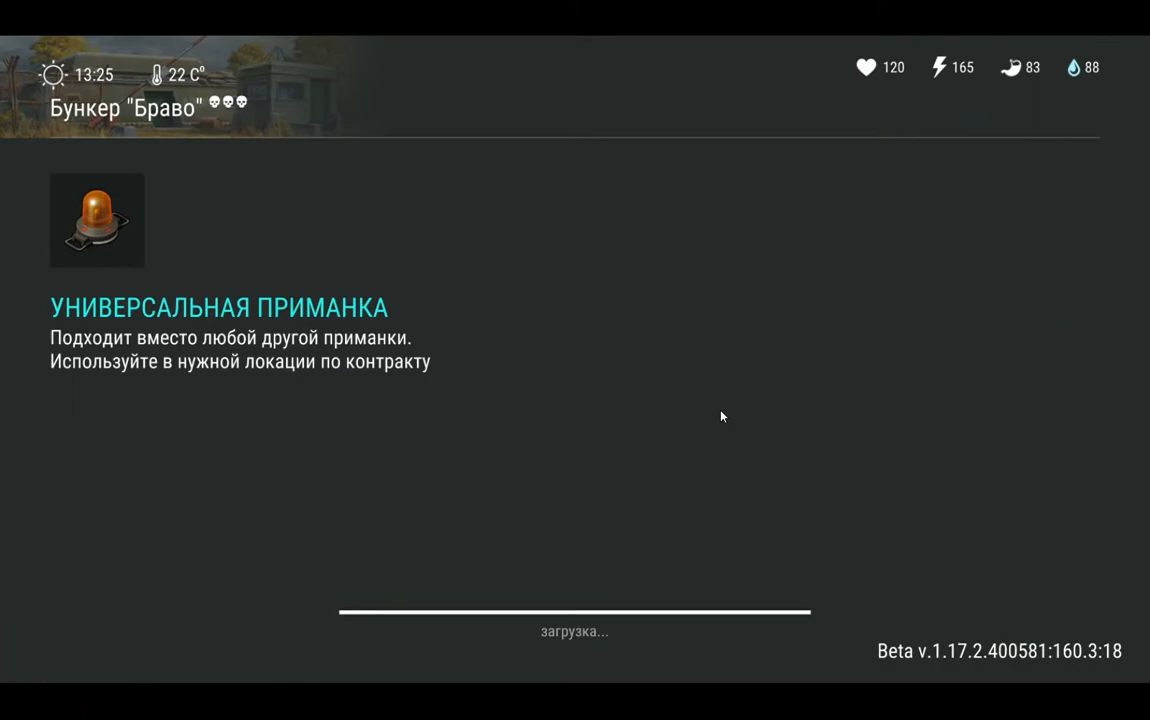 13:25 22 C° 120 165 83 88
Бункер "Браво"
УНИВЕРСАЛЬНАЯ ПРИМАНКА
Подходит вместо любой другой приманки.
Используйте в нужной локации по контракту
загрузка...
Beta v.1.17.2.400581:160.3:18